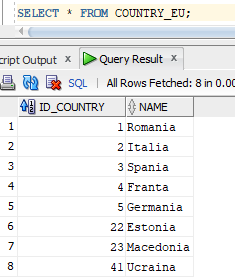 SELECT * FROM COUNTRY_EU;
cript Output x Query Result x
SQL | All Rows Fetched: 8 in 0.00
ID_COUNTRY NAME
1 1 Romania
2 2 Italia
3 3 Spania
4 4 Franta
5 5 Germania
6 22 Estonia
7 23 Macedonia
8 41 Ucraina